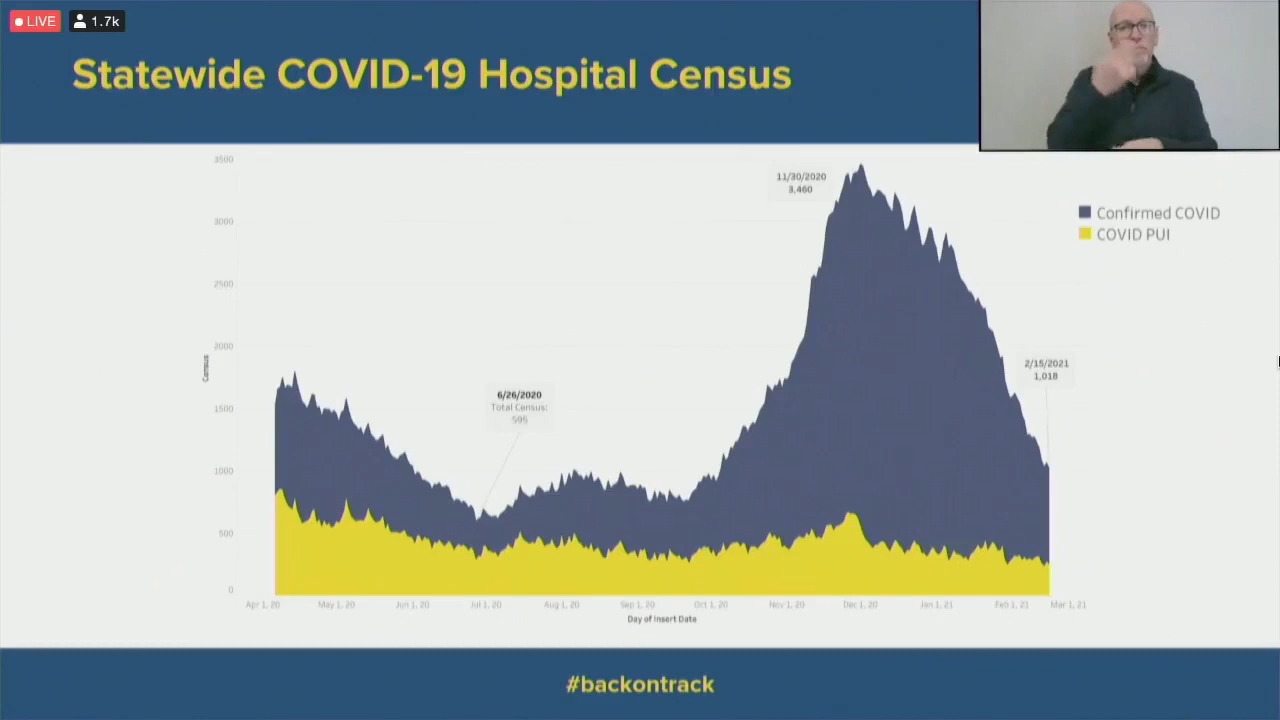 LIVE
1.7k
Statewide COVID-19 Hospital Census
3500
3000
2500
2000
1500
1000
500
0
Census
11/30/2020
3,460
6/26/2020
Total Census:
595
2/15/2021
1,018
Confirmed COVID
COVID PUI
Apr 1, 20
May 1, 20
Jun 1, 20
Jul 1, 20
Aug 1, 20
Sep 1, 20
Oct 1, 20
Nov 1, 20
Dec 1, 20
Jan 1, 21
Feb 1, 21
Mar 1, 21
Day of Insert Date
#backontrack